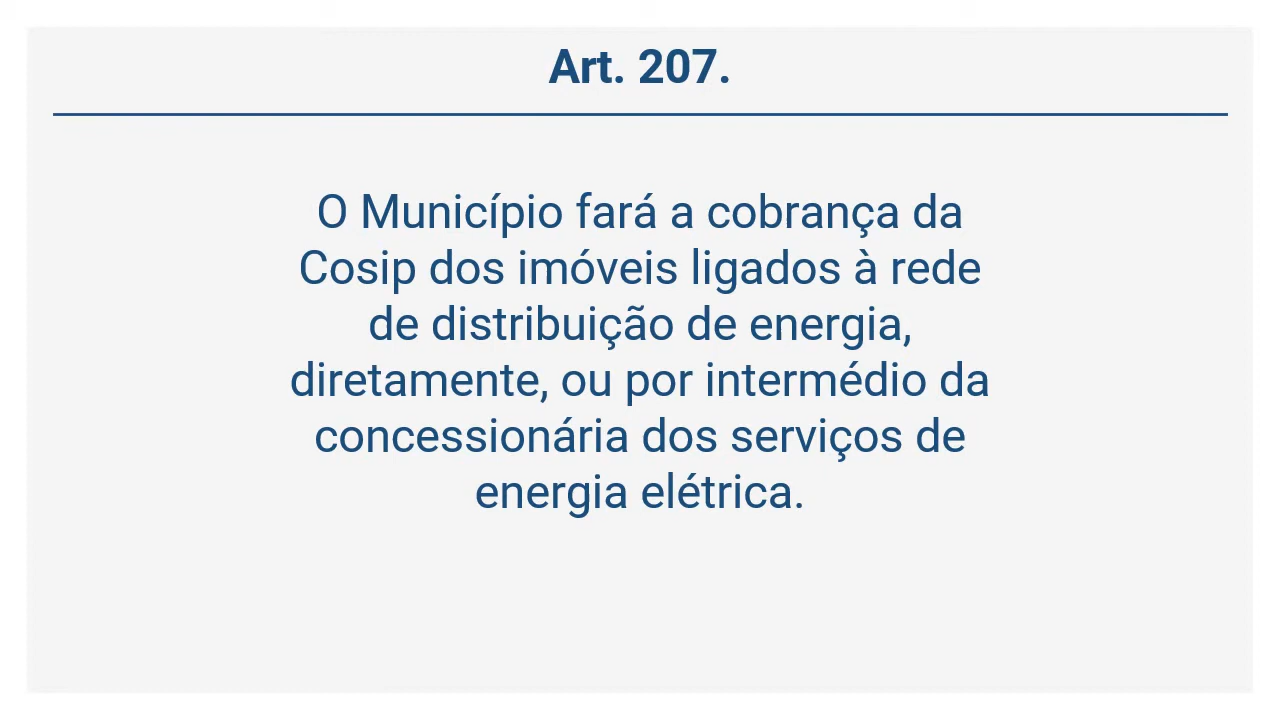 Art. 207.
O Município fará a cobrança da
Cosip dos imóveis ligados à rede
de distribuição de energia,
diretamente, ou por intermédio da
concessionária dos serviços de
energia elétrica.